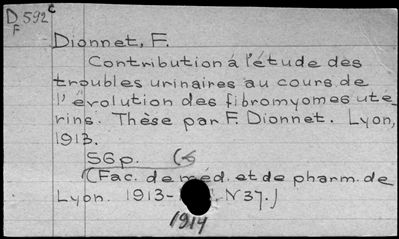 D592c
F
Dionnet, F.
Contribution à l'étude des
troubles urinaires au cours de
l'évolution des fibromyomes uté-
rins. Thèse par F. Dionnet. Lyon,
1913.
56p.
(Fac. de méd. et de pharm. de
Lyon. 1913- N 37.)
1914